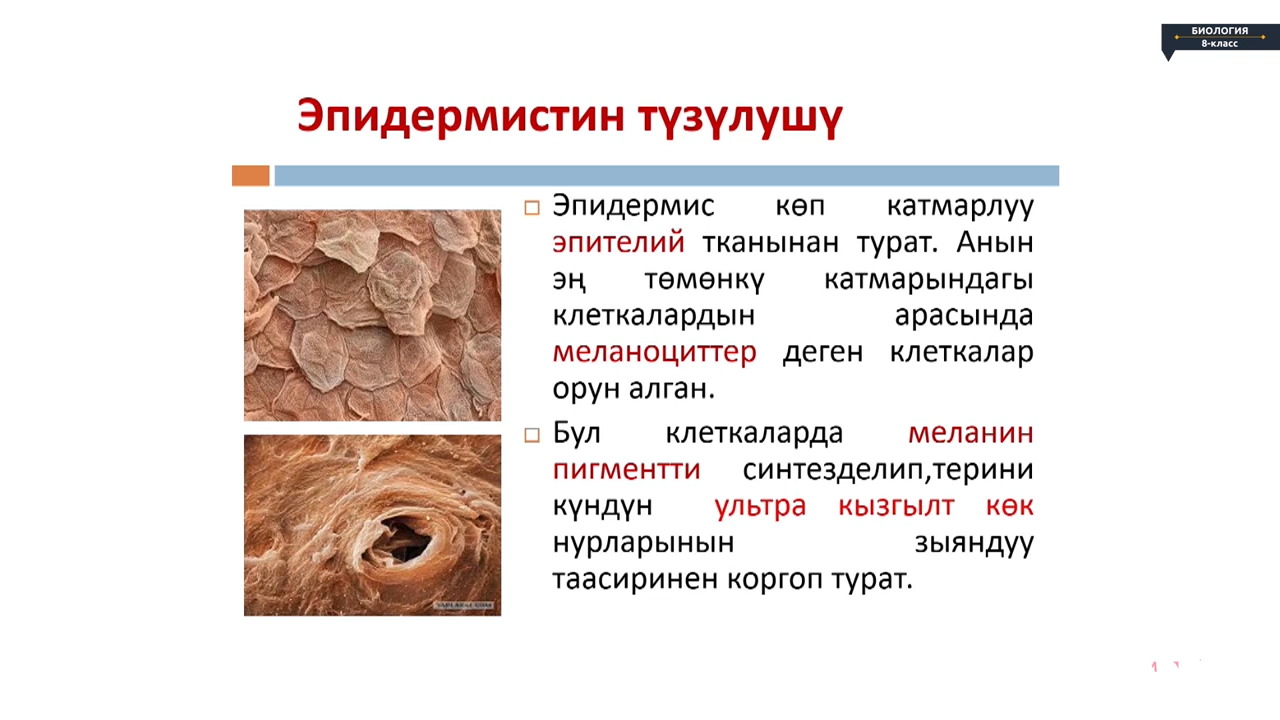 БИОЛОГИЯ
8-класс
Эпидермистин түзүлушү
Эпидермис көп катмарлуу
эпителий тканынан турат. Анын
эң төмөнкү катмарындагы
клеткалардын арасында
меланоциттер деген клеткалар
орун алган.
Бул клеткаларда меланин
пигментти синтезделип,терини
күндүн ультра кызгылт көк
нурларынын зыяндуу
таасиринен коргоп турат.